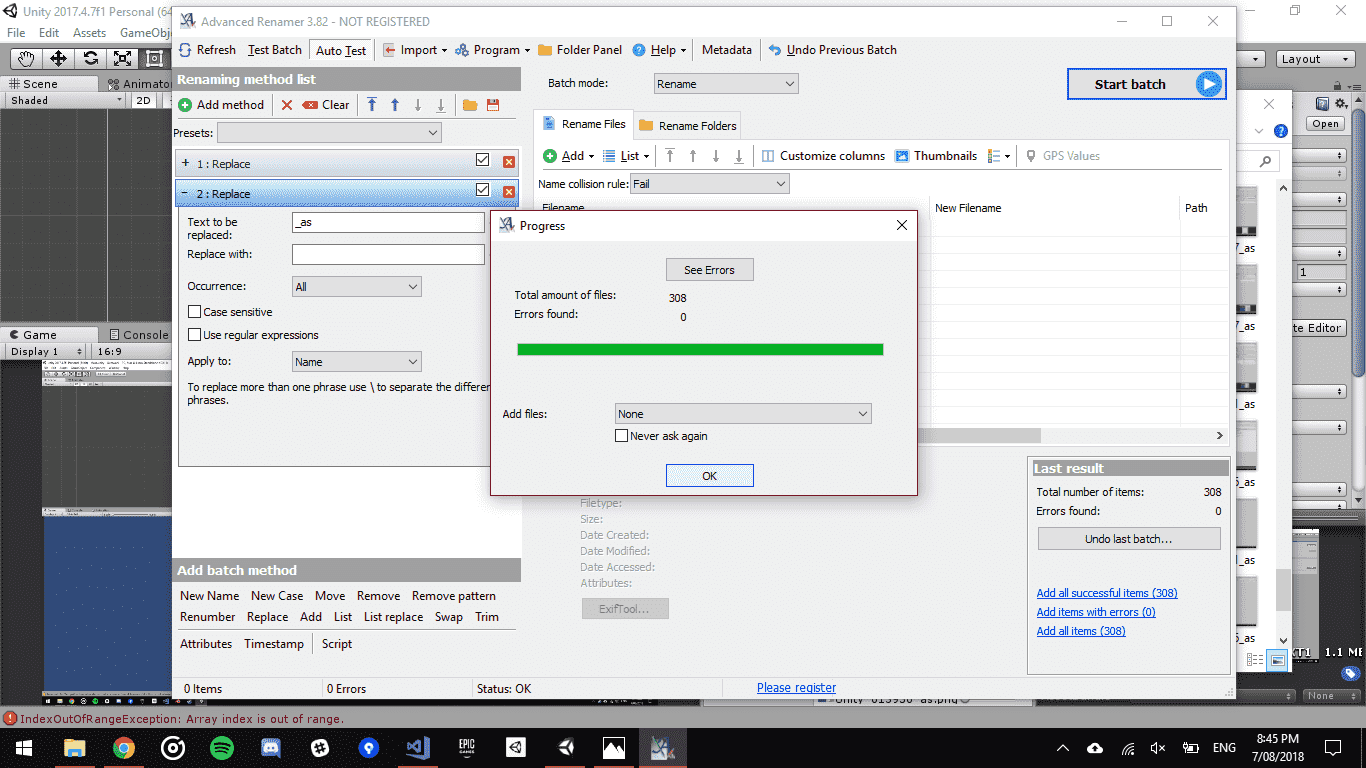 Unity 2017.4.7f1 Personal (64
File Edit Assets GameObj
Scene Animator
Shaded 2D
Game Console
Display 1 16:9
Advanced Renamer 3.82 - NOT REGISTERED
Refresh Test Batch Auto Test Import Program Folder Panel Help Metadata Undo Previous Batch
Renaming method list
Add method Clear
Presets:
1 : Replace
2 : Replace
Text to be replaced: _as
Replace with:
Occurrence: All
Case sensitive
Use regular expressions
Apply to: Name
To replace more than one phrase use \ to separate the differen
phrases.
Add batch method
New Name New Case Move Remove Remove pattern
Renumber Replace Add List List replace Swap Trim
Attributes Timestamp Script
Batch mode: Rename
Start batch
Rename Files Rename Folders
Add List Customize columns Thumbnails GPS Values
Name collision rule: Fail
Filename New Filename Path
Progress
See Errors
Total amount of files: 308
Errors found: 0
Add files: None
Never ask again
OK
Filetype:
Size:
Date Created:
Date Modified:
Date Accessed:
Attributes:
ExifTool...
Last result
Total number of items: 308
Errors found: 0
Undo last batch...
Add all successful items (308)
Add items with errors (0)
Add all items (308)
0 Items 0 Errors Status: OK Please register
Layout
Open
7_as
1
7_as
te Editor
1_as
5_as
1_as
5_as
XT1 1.1 MB
None
IndexOutOfRangeException: Array index is out of range.
EPIC
GAMES
ENG
8:45 PM
7/08/2018